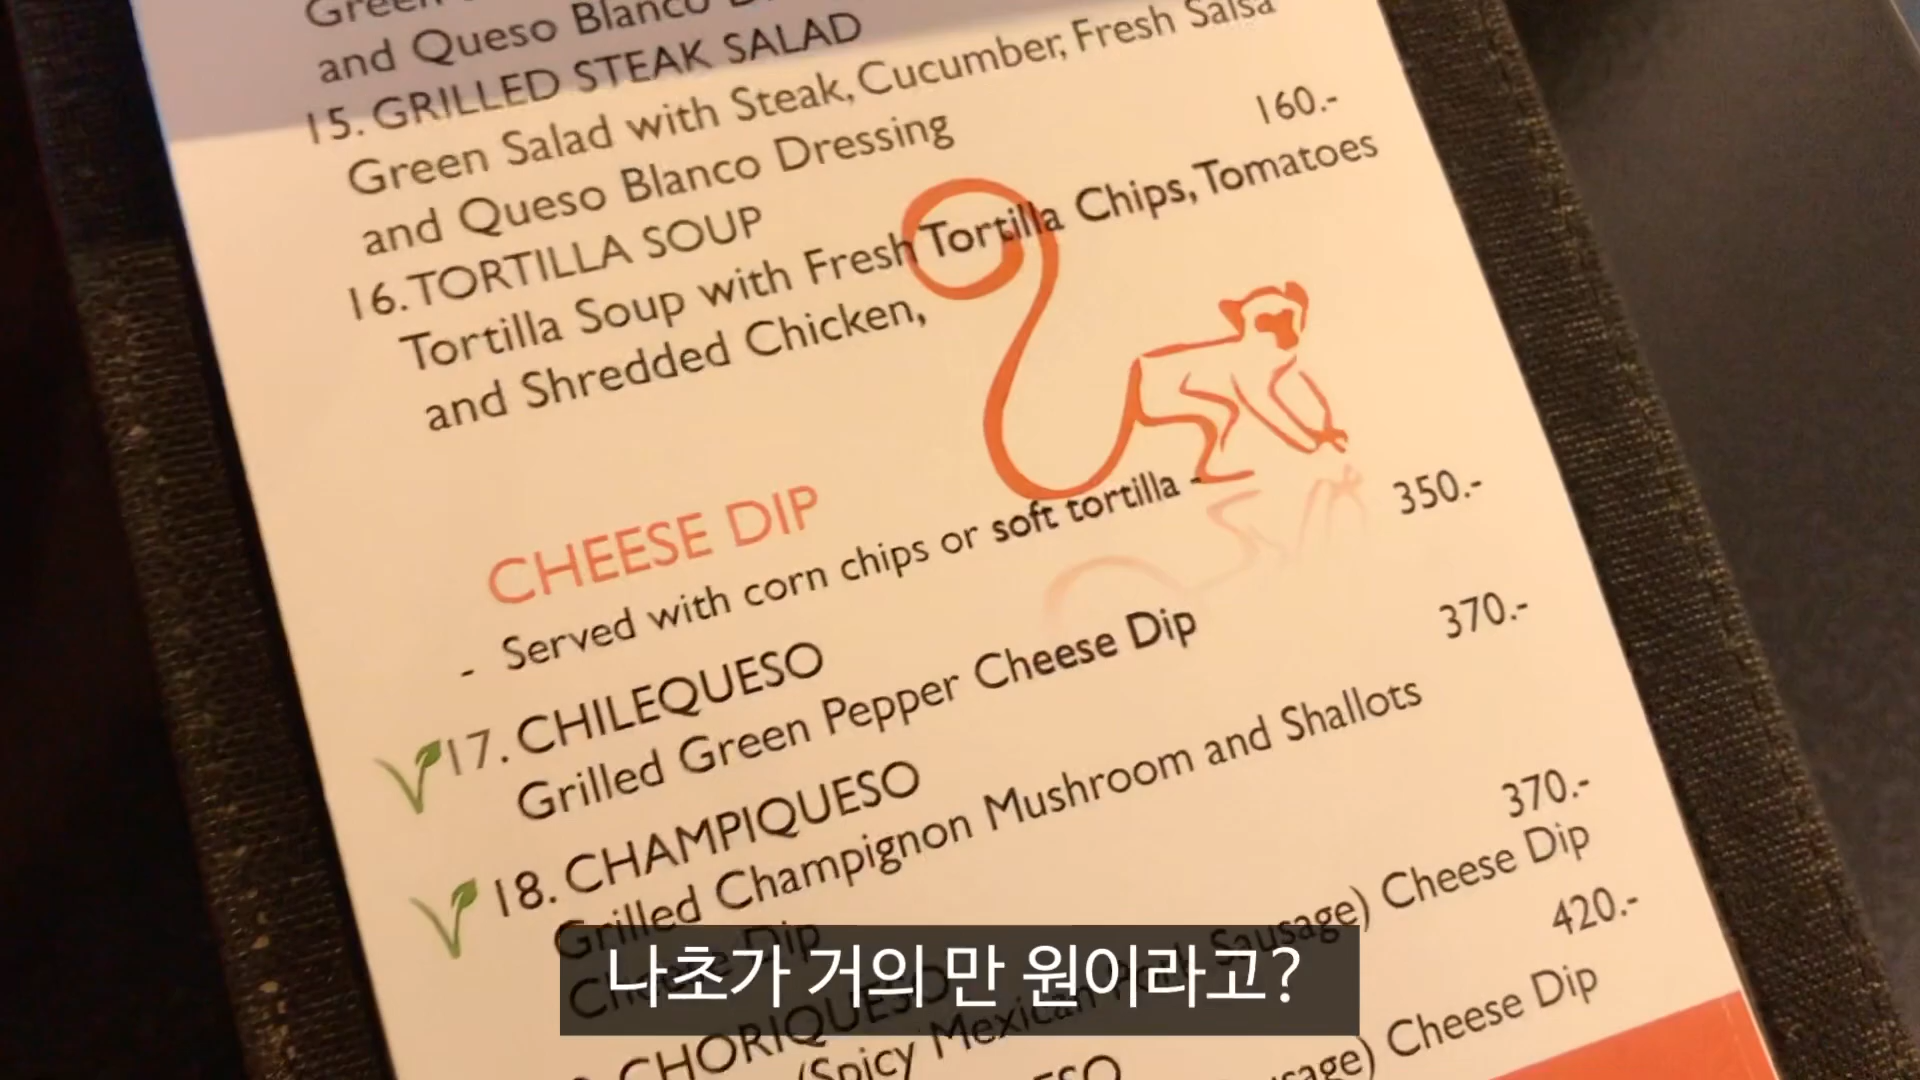 Green
and Queso Blanco
15. GRILLED STEAK SALAD
Green Salad with Steak, Cucumber, Fresh Salsa
and Queso Blanco Dressing
160.-
16. TORTILLA SOUP
Tortilla Soup with Fresh Tortilla Chips, Tomatoes
and Shredded Chicken,
CHEESE DIP
- Served with corn chips or soft tortilla -
350.-
17. CHILEQUESO
Grilled Green Pepper Cheese Dip
370.-
18. CHAMPIQUESO
Grilled Champignon Mushroom and Shallots
Cheese Dip
370.-
CHORIQUESO
(Spicy Mexican Pork Sausage) Cheese Dip
420.-
Cheese Dip
나초가 거의 만 원이라고?